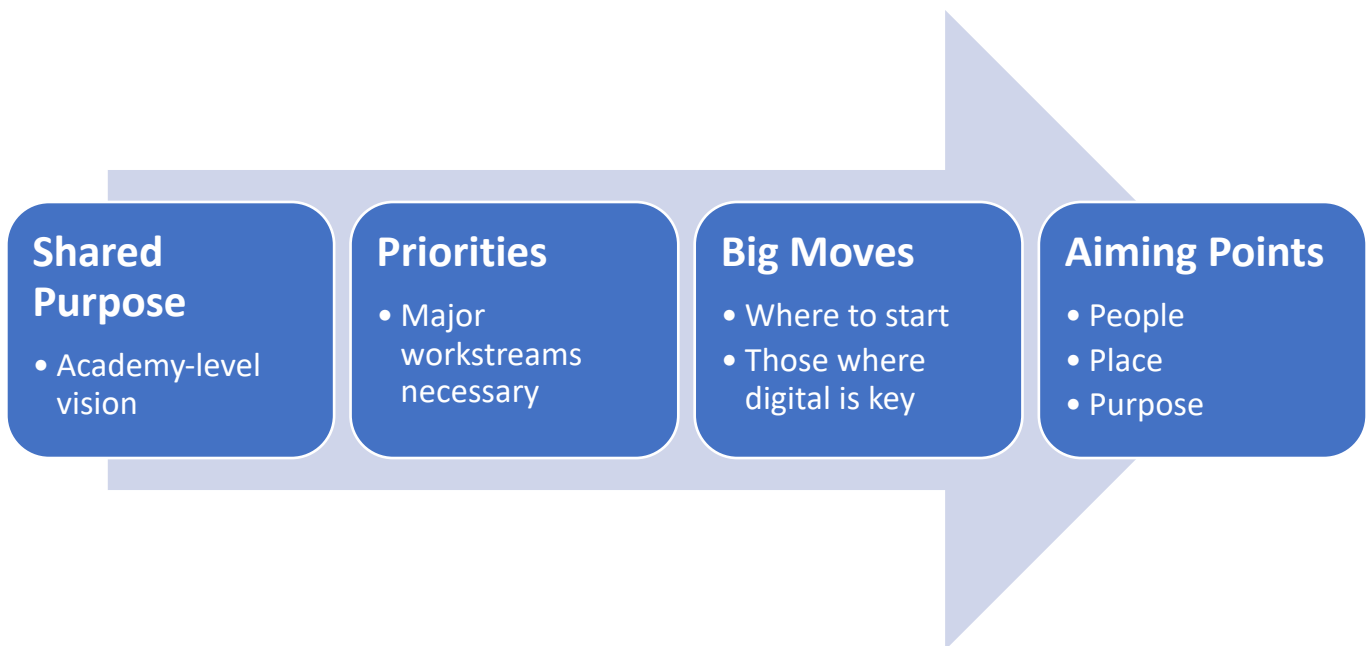 Shared
Purpose
• Academy-level
vision
Priorities
• Major
workstreams
necessary
Big Moves
• Where to start
• Those where
digital is key
Aiming Points
• People
• Place
• Purpose